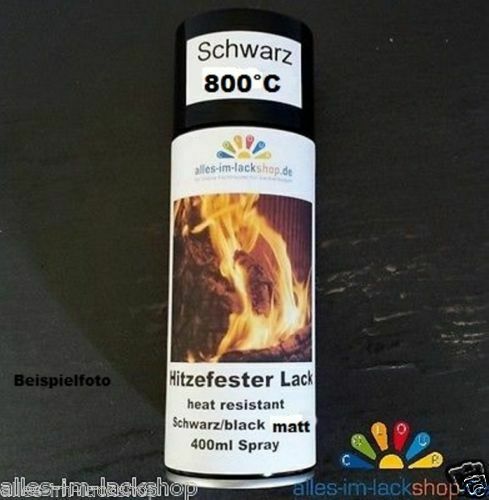 Schwarz
800°C
alles-im-lackshop.de
Hitzefester Lack
heat resistant
Schwarz/black matt
400ml Spray
Beispielfoto
COLOUR
alles-im-lackshop
alles-im-lackshop